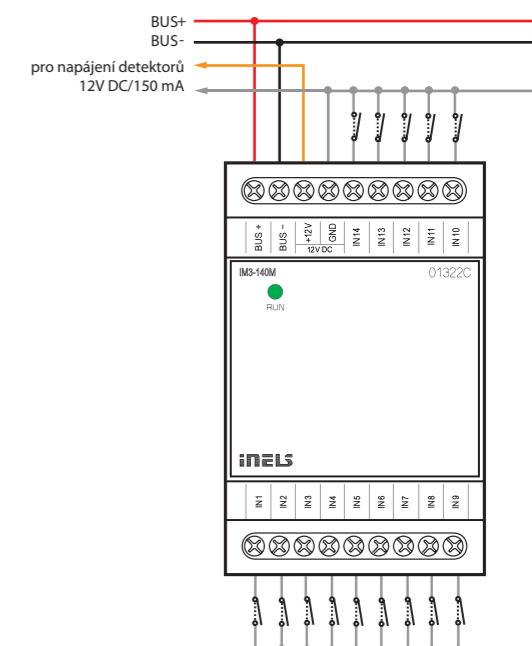 BUS+
BUS-
pro napájení detektorů
12V DC/150 mA
BUS +
BUS -
+12V
GND
12V DC
IN14
IN13
IN12
IN11
IN10
IM3-140M
01322C
RUN
iNELS
IN1
IN2
IN3
IN4
IN5
IN6
IN7
IN8
IN9